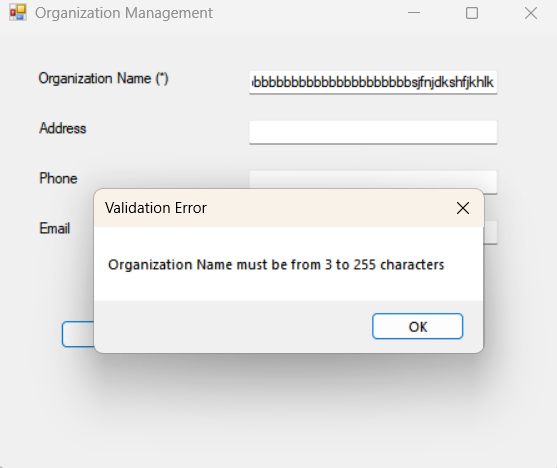 Organization Management
Organization Name (*)
Address
Phone
Email
Validation Error
Organization Name must be from 3 to 255 characters
OK